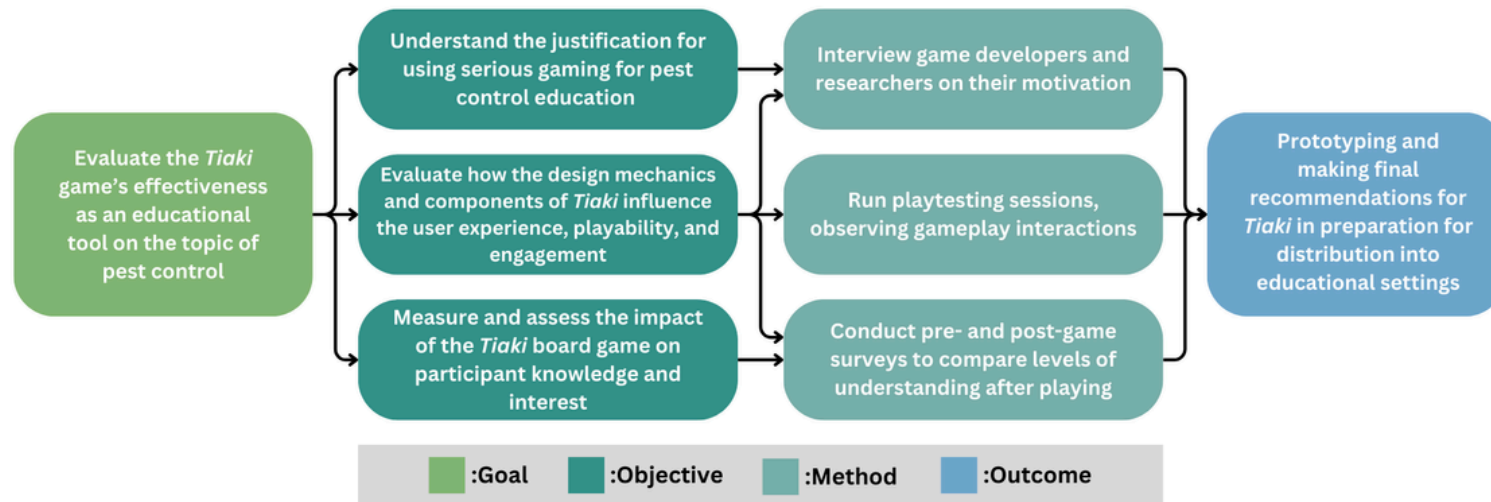 Evaluate the Tiaki
game's effectiveness
as an educational
tool on the topic of
pest control
Understand the justification for
using serious gaming for pest
control education
Evaluate how the design mechanics
and components of Tiaki influence
the user experience, playability, and
engagement
Measure and assess the impact
of the Tiaki board game on
participant knowledge and
interest
Interview game developers and
researchers on their motivation
Run playtesting sessions,
observing gameplay interactions
Conduct pre- and post-game
surveys to compare levels of
understanding after playing
Prototyping and
making final
recommendations for
Tiaki in preparation for
distribution into
educational settings
:Goal
:Objective
:Method
:Outcome